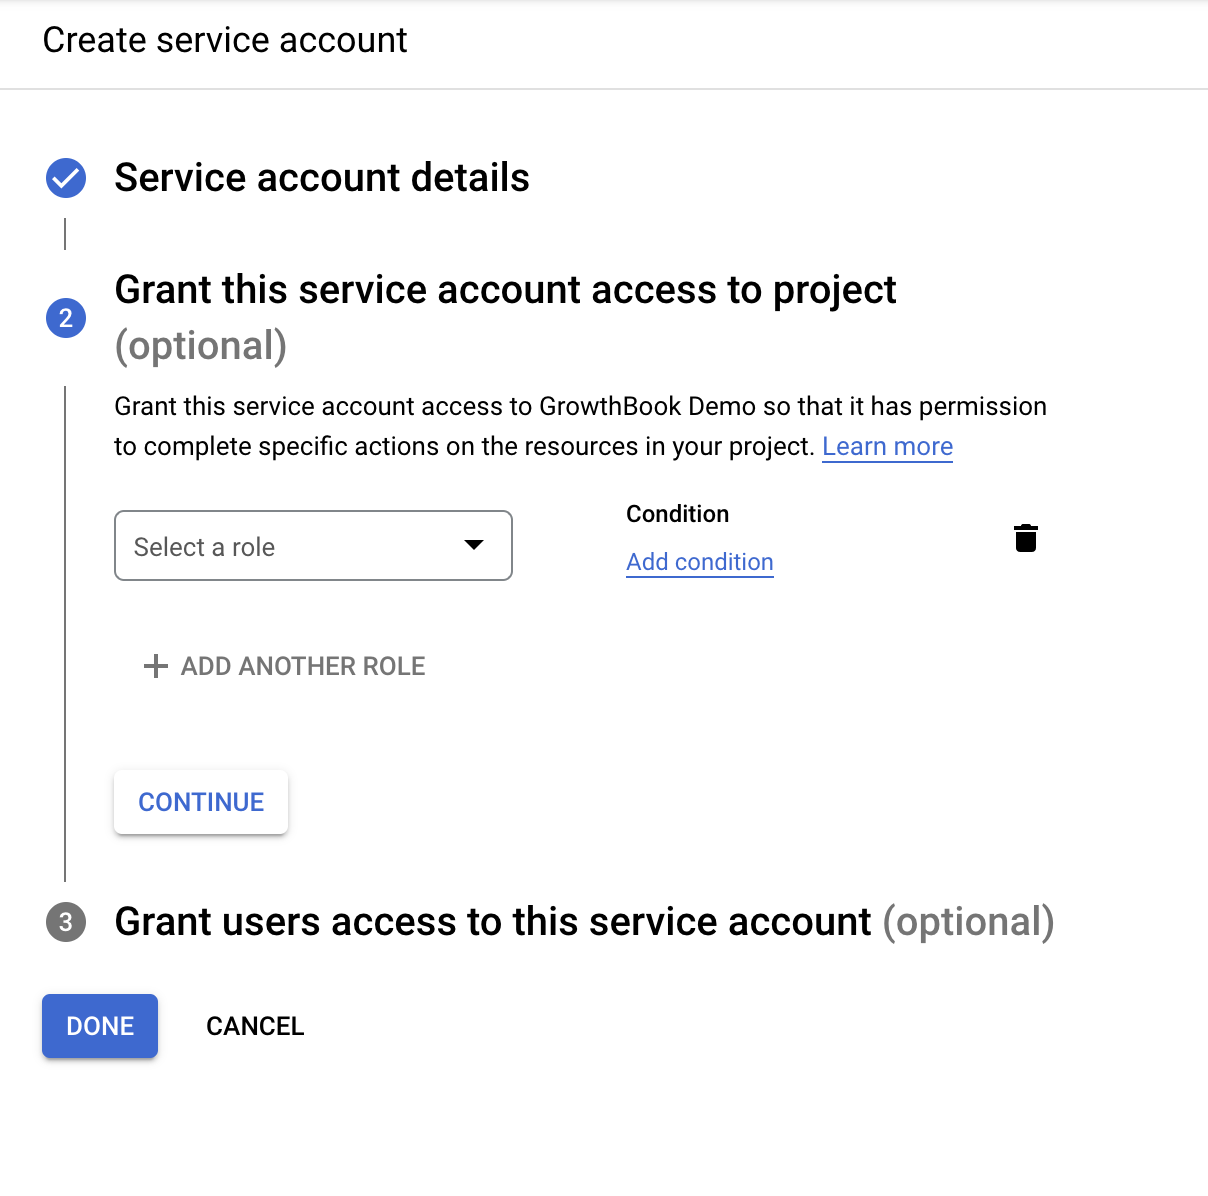 Create service account
Service account details
2
Grant this service account access to project
(optional)
Grant this service account access to GrowthBook Demo so that it has permission
to complete specific actions on the resources in your project. Learn more
Select a role
Condition
Add condition
ADD ANOTHER ROLE
CONTINUE
3
Grant users access to this service account (optional)
DONE
CANCEL